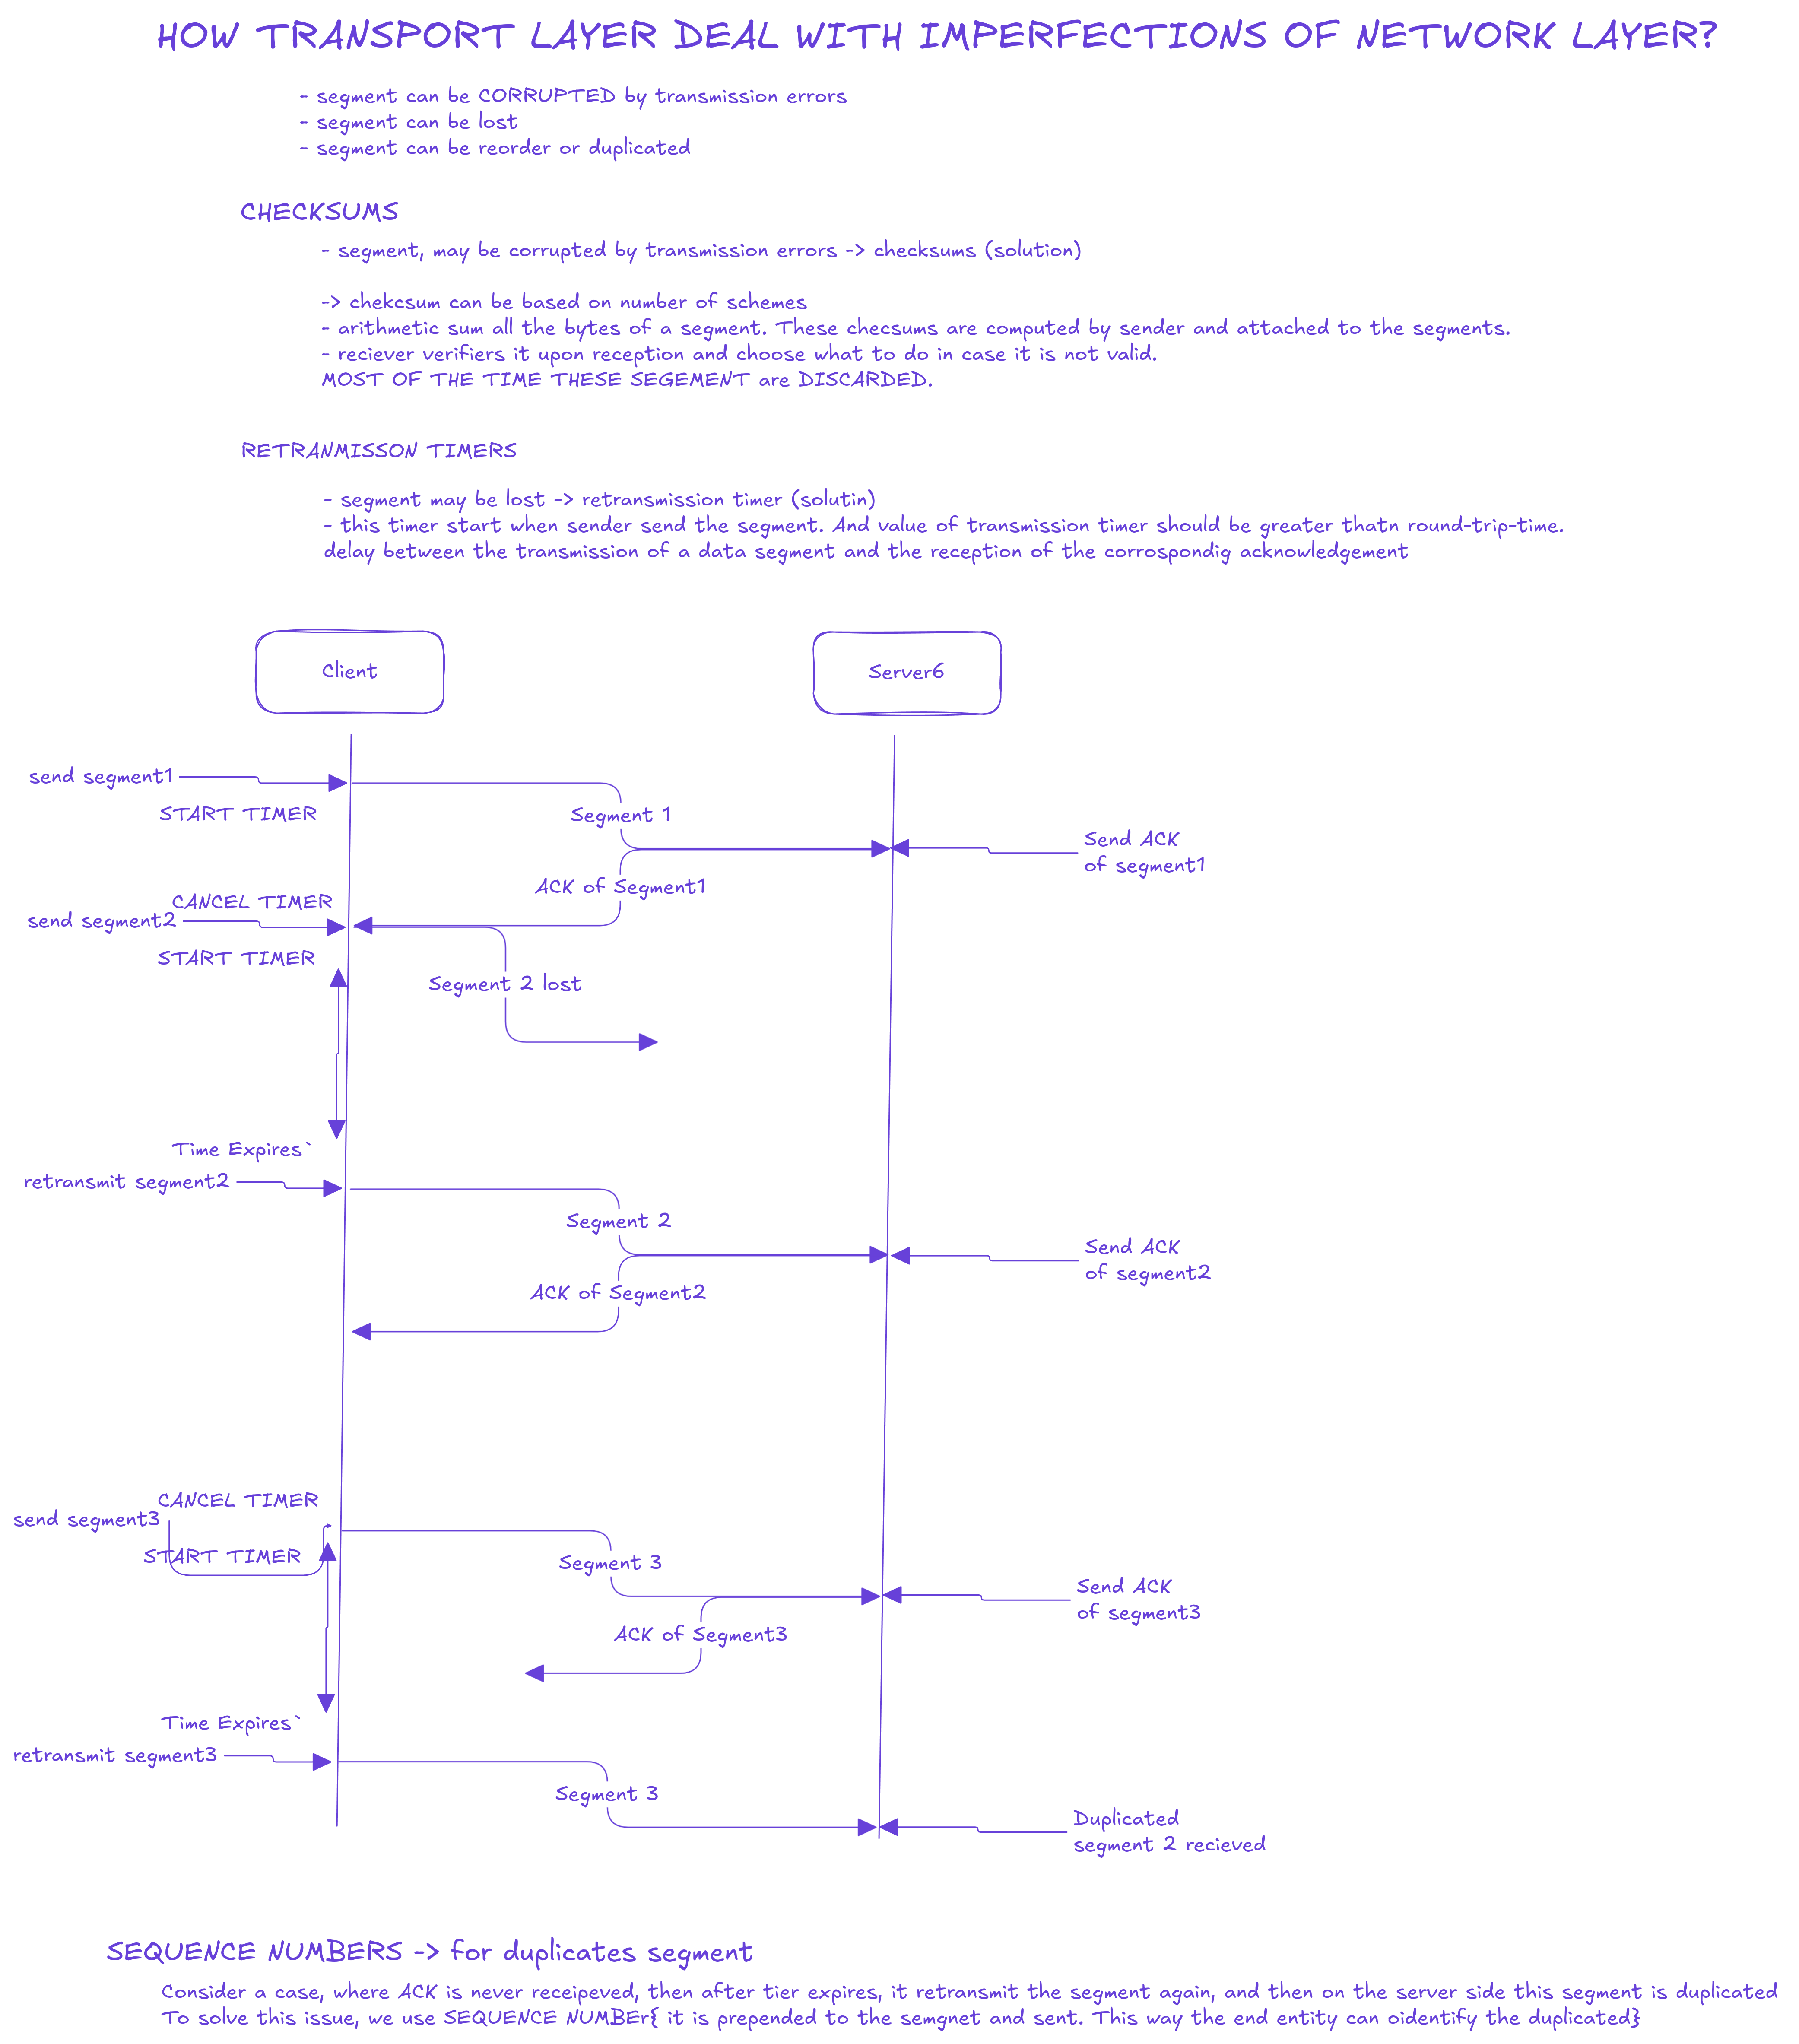 HOW TRANSPORT LAYER DEAL WITH IMPERFECTIONS OF NETWORK LAYER?
- segment can be CORRUPTED by transmission errors
- segment can be lost
- segment can be reorder or duplicated
CHECKSUMS
- segment, may be corrupted by transmission errors -> checksums (solution)
-> chekcsum can be based on number of schemes
- arithmetic sum all the bytes of a segment. These checsums are computed by sender and attached to the segments.
- reciever verifiers it upon reception and choose what to do in case it is not valid.
MOST OF THE TIME THESE SEGEMENT are DISCARDED.
RETRANMISSON TIMERS
- segment may be lost -> retransmission timer (solutin)
- this timer start when sender send the segment. And value of transmission timer should be greater thatn round-trip-time.
delay between the transmission of a data segment and the reception of the corrospondig acknowledgement
Client
Server6
send segment1
START TIMER
Segment 1
Send ACK
of segment1
ACK of Segment1
CANCEL TIMER
send segment2
START TIMER
Segment 2 lost
Time Expires`
retransmit segment2
Segment 2
Send ACK
of segment2
ACK of Segment2
CANCEL TIMER
send segment3
START TIMER
Segment 3
Send ACK
of segment3
ACK of Segment3
Time Expires`
retransmit segment3
Segment 3
Duplicated
segment 2 recieved
SEQUENCE NUMBERS -> for duplicates segment
Consider a case, where ACK is never receipeved, then after tier expires, it retransmit the segment again, and then on the server side this segment is duplicated
To solve this issue, we use SEQUENCE NUMBEr{ it is prepended to the semgnet and sent. This way the end entity can oidentify the duplicated}